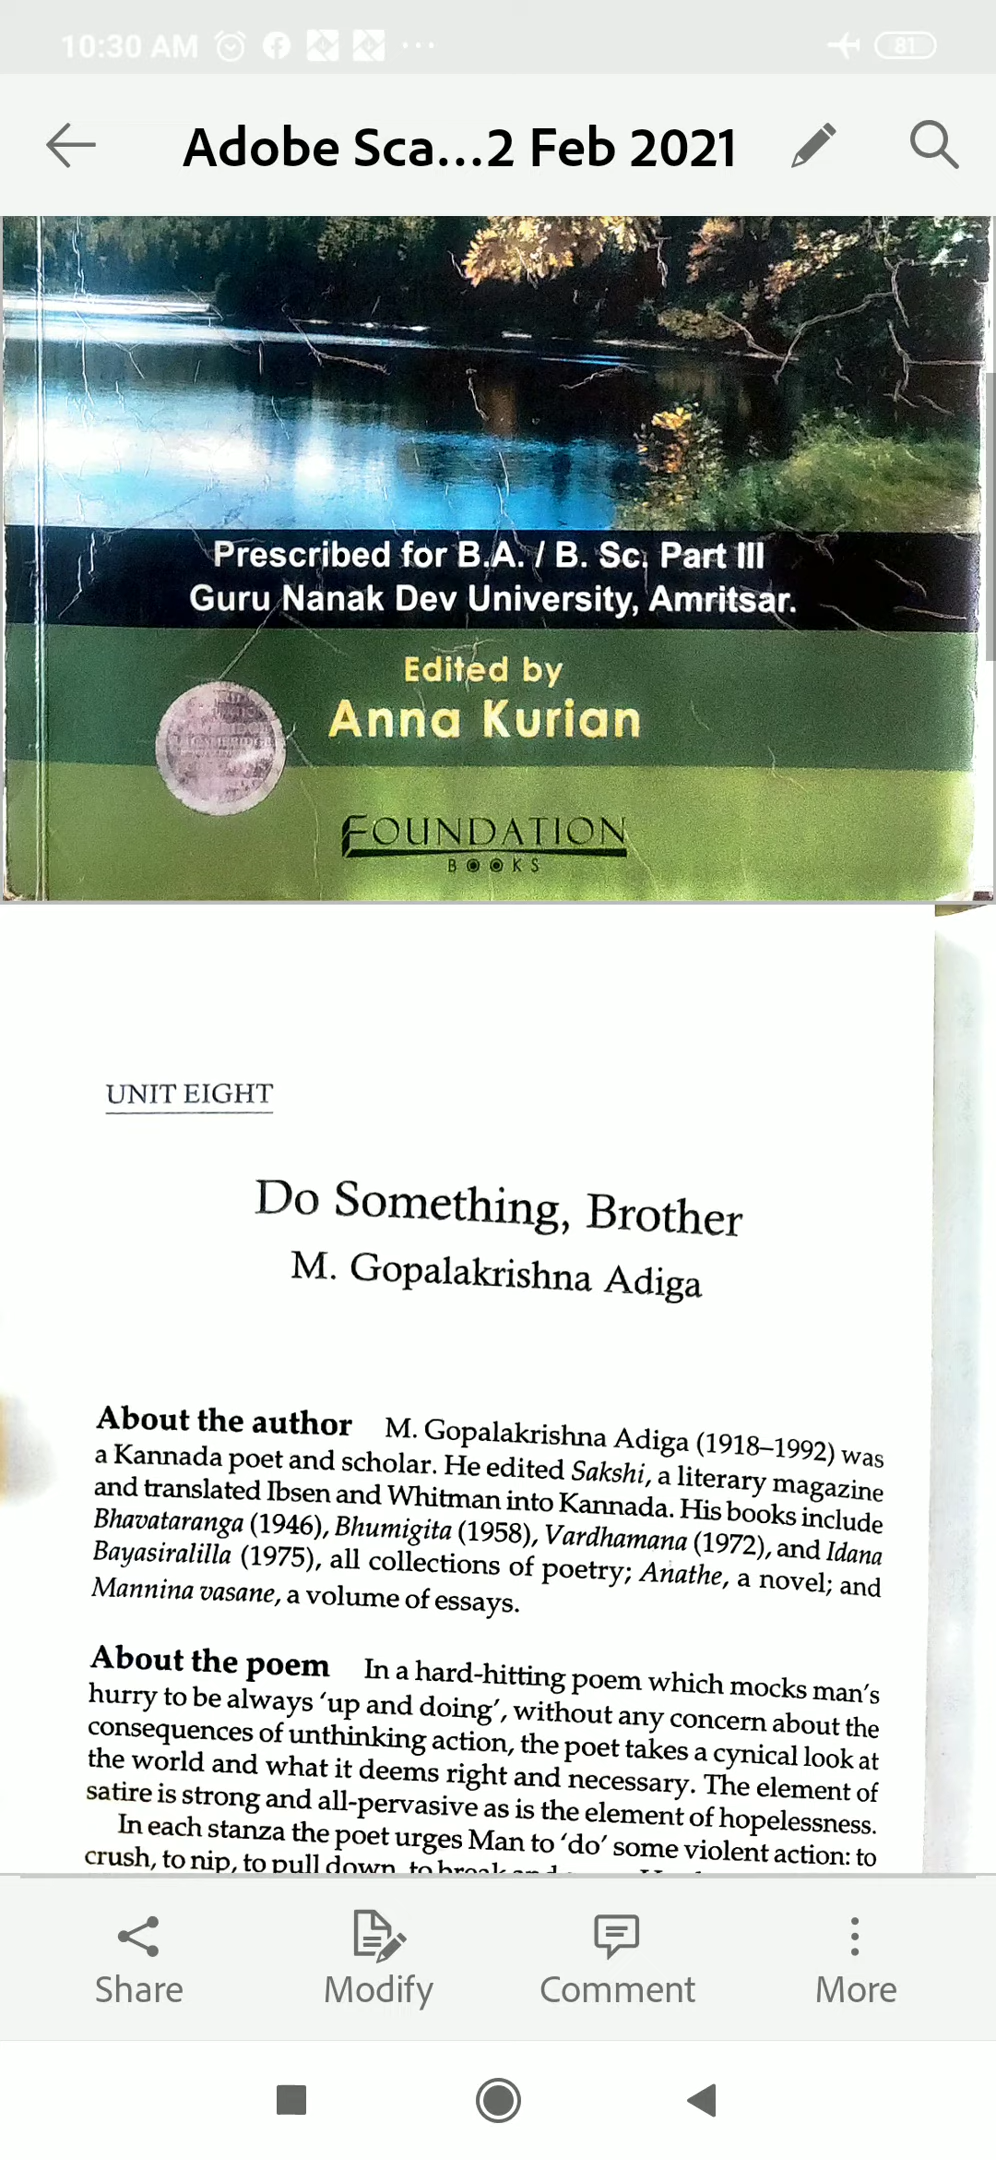 10:30 AM
81
Adobe Sca...2 Feb 2021
Prescribed for B.A. / B. Sc. Part III
Guru Nanak Dev University, Amritsar.
Edited by
Anna Kurian
CAMBRIDGE
FOUNDATION
BOOKS
UNIT EIGHT
Do Something, Brother
M. Gopalakrishna Adiga
About the author M. Gopalakrishna Adiga (1918–1992) was
a Kannada poet and scholar. He edited Sakshi, a literary magazine
and translated Ibsen and Whitman into Kannada. His books include
Bhavataranga (1946), Bhumigita (1958), Vardhamana (1972), and Idana
Bayasiralilla (1975), all collections of poetry; Anathe, a novel; and
Mannina vasane, a volume of essays.
About the poem In a hard-hitting poem which mocks man's
hurry to be always 'up and doing', without any concern about the
consequences of unthinking action, the poet takes a cynical look at
the world and what it deems right and necessary. The element of
satire is strong and all-pervasive as is the element of hopelessness.
In each stanza the poet urges Man to 'do' some violent action: to
crush, to nip, to pull down, to break and
Share
Modify
Comment
More